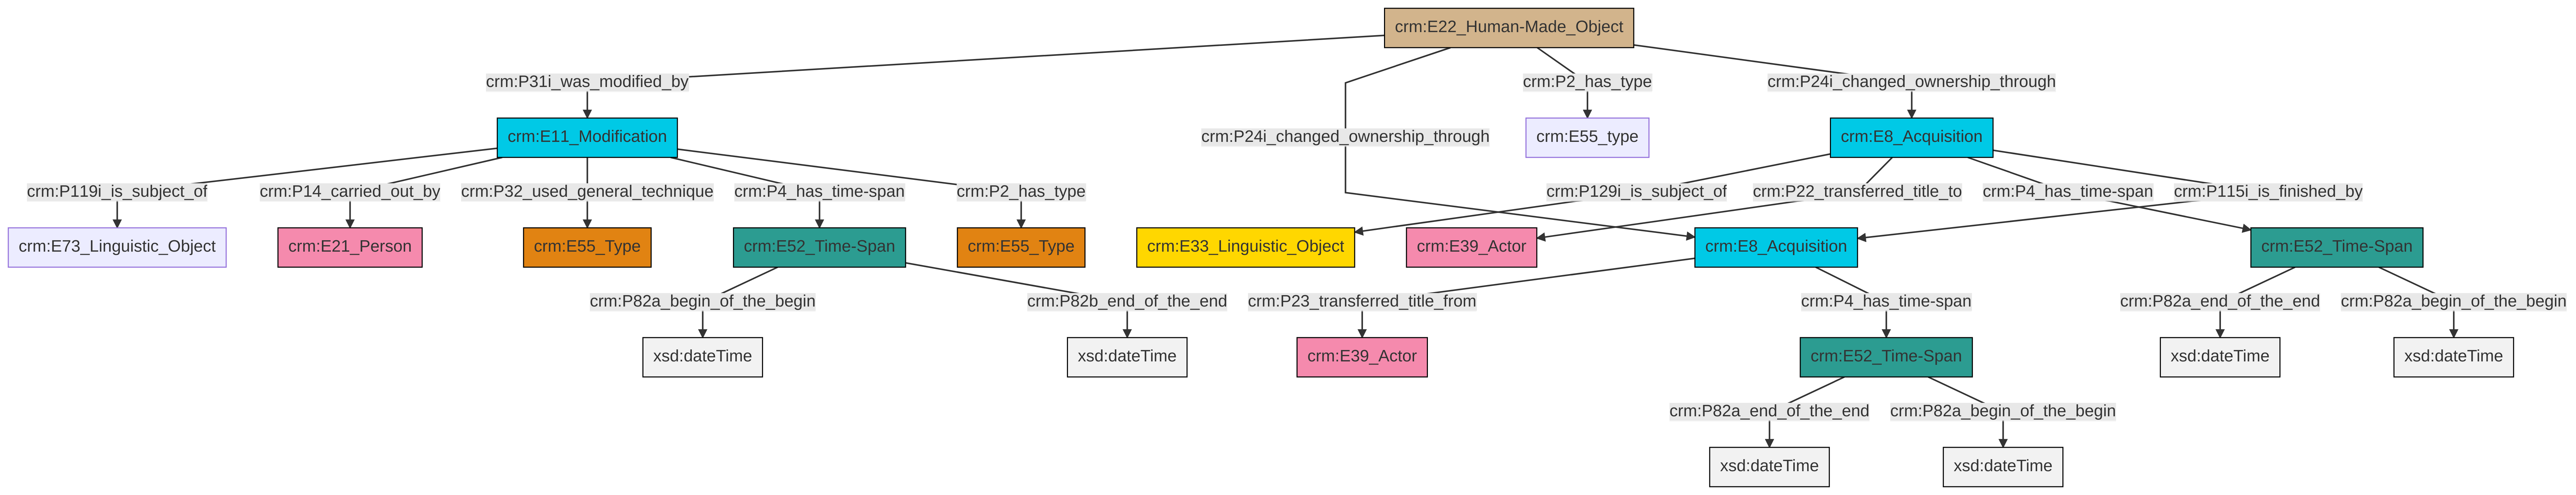 crm:E22_Human-Made_Object
crm:P31i_was_modified_by
crm:P2_has_type
crm:P24i_changed_ownership_through
crm:P24i_changed_ownership_through
crm:E11_Modification
crm:E55_type
crm:E8_Acquisition
crm:P119i_is_subject_of
crm:P14_carried_out_by
crm:P32_used_general_technique
crm:P4_has_time-span
crm:P2_has_type
crm:P129i_is_subject_of
crm:P22_transferred_title_to
crm:P4_has_time-span
crm:P115i_is_finished_by
crm:E73_Linguistic_Object
crm:E21_Person
crm:E55_Type
crm:E52_Time-Span
crm:E55_Type
crm:E33_Linguistic_Object
crm:E39_Actor
crm:E8_Acquisition
crm:E52_Time-Span
crm:P82a_begin_of_the_begin
crm:P82b_end_of_the_end
crm:P23_transferred_title_from
crm:P4_has_time-span
crm:P82a_end_of_the_end
crm:P82a_begin_of_the_begin
xsd:dateTime
xsd:dateTime
crm:E39_Actor
crm:E52_Time-Span
xsd:dateTime
xsd:dateTime
crm:P82a_end_of_the_end
crm:P82a_begin_of_the_begin
xsd:dateTime
xsd:dateTime